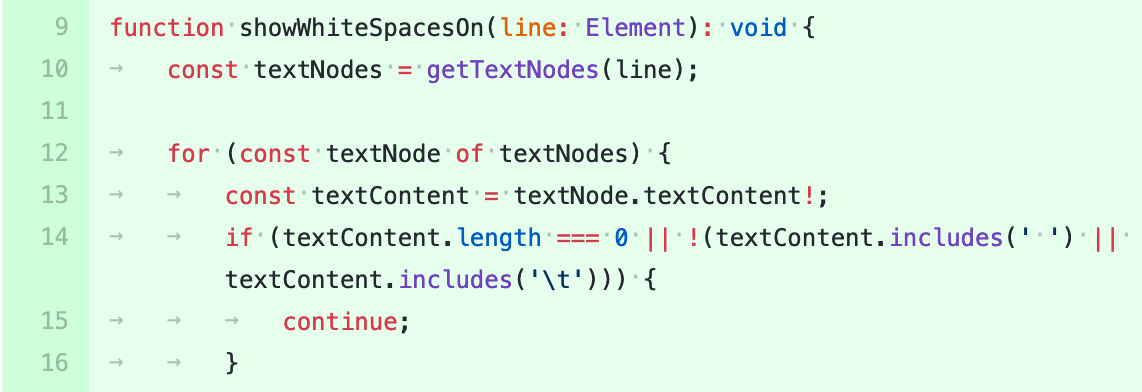 9 function·showWhiteSpacesOn(line:·Element):·void·{
10 →const·textNodes·=·getTextNodes(line);
11
12 →for·(const·textNode·of·textNodes)·{
13 →→const·textContent·=·textNode.textContent!;
14 →→if·(textContent.length·===·0·||·!(textContent.includes('·')·||·
textContent.includes('\t')))·{
15 →→→continue;
16 →→}